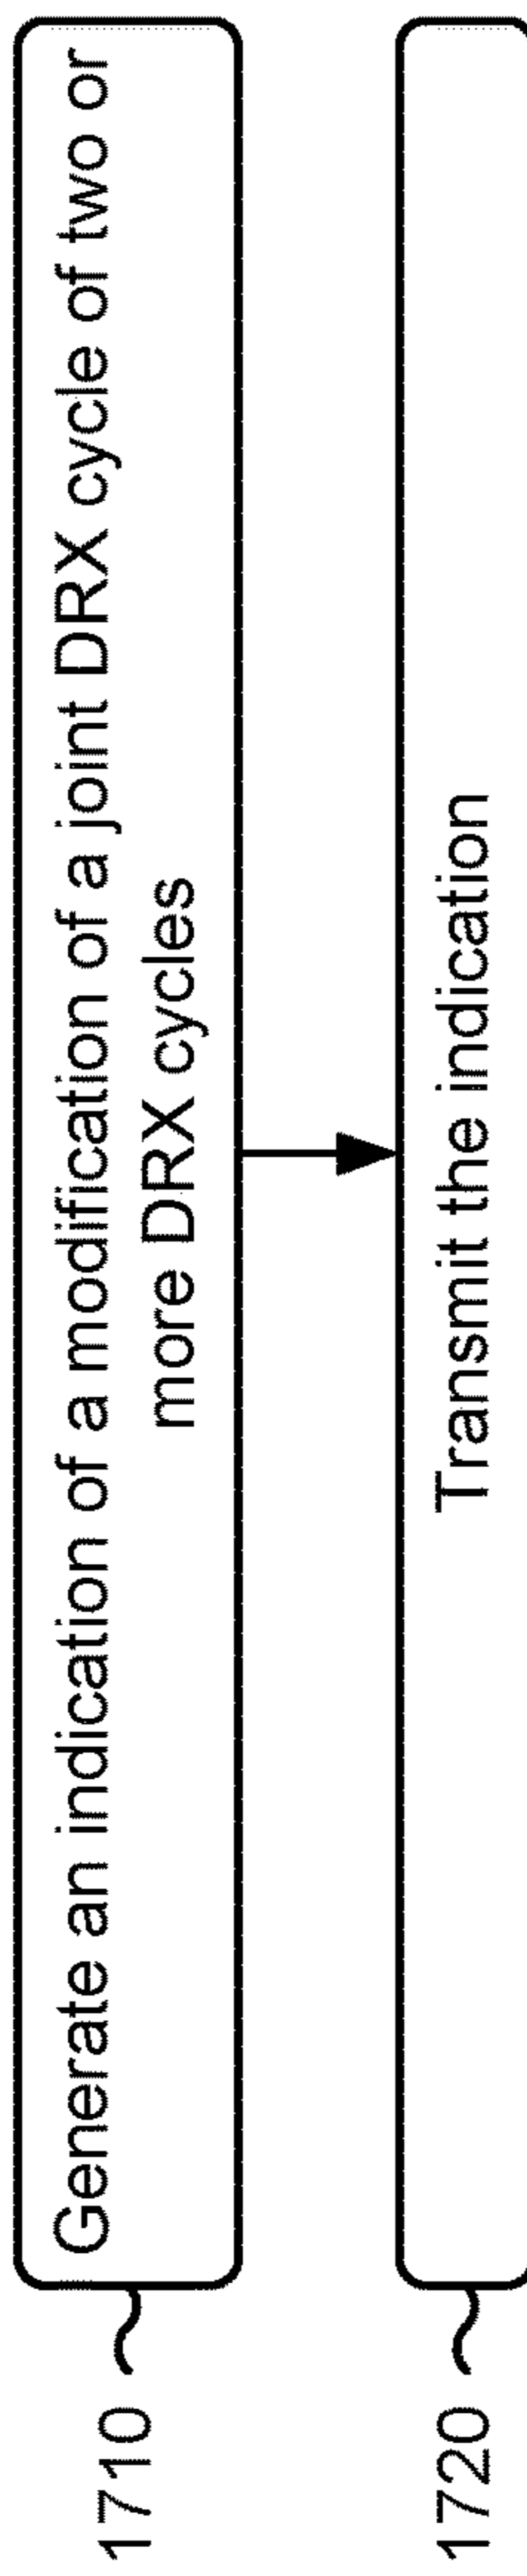 1710
Generate an indication of a modification of a joint DRX cycle of two or
more DRX cycles
1720
Transmit the indication